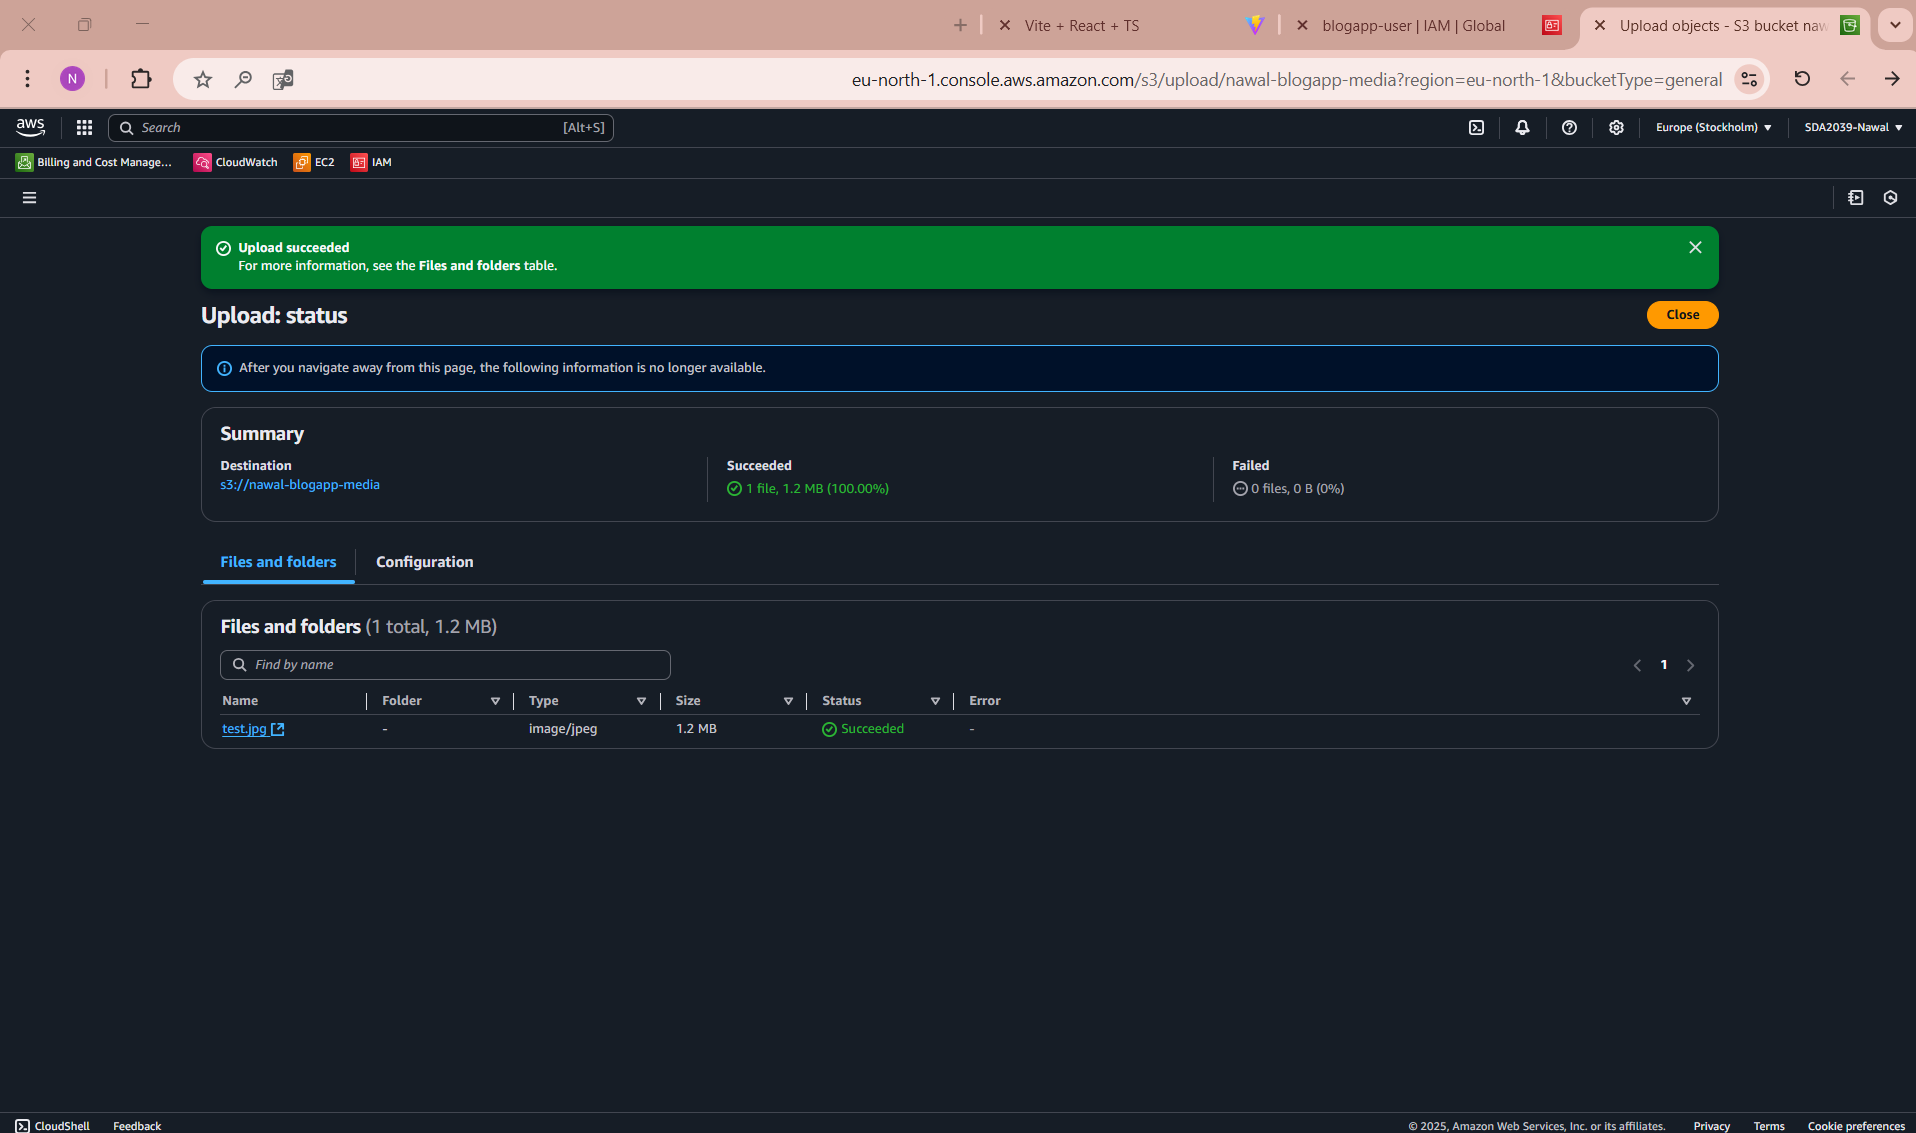 Vite + React + TS
blogapp-user | IAM | Global
Upload objects - S3 bucket naw
N
eu-north-1.console.aws.amazon.com/s3/upload/nawal-blogapp-media?region=eu-north-1&bucketType=general
aws
Search
[Alt+S]
Europe (Stockholm)
SDA2039-Nawal
Billing and Cost Manage...
CloudWatch
EC2
IAM
Upload succeeded
For more information, see the Files and folders table.
Upload: status
Close
After you navigate away from this page, the following information is no longer available.
Summary
Destination
s3://nawal-blogapp-media
Succeeded
1 file, 1.2 MB (100.00%)
Failed
0 files, 0 B (0%)
Files and folders
Configuration
Files and folders (1 total, 1.2 MB)
Find by name
1
Name Folder Type Size Status Error
test.jpg - image/jpeg 1.2 MB Succeeded -
CloudShell
Feedback
© 2025, Amazon Web Services, Inc. or its affiliates.
Privacy
Terms
Cookie preferences